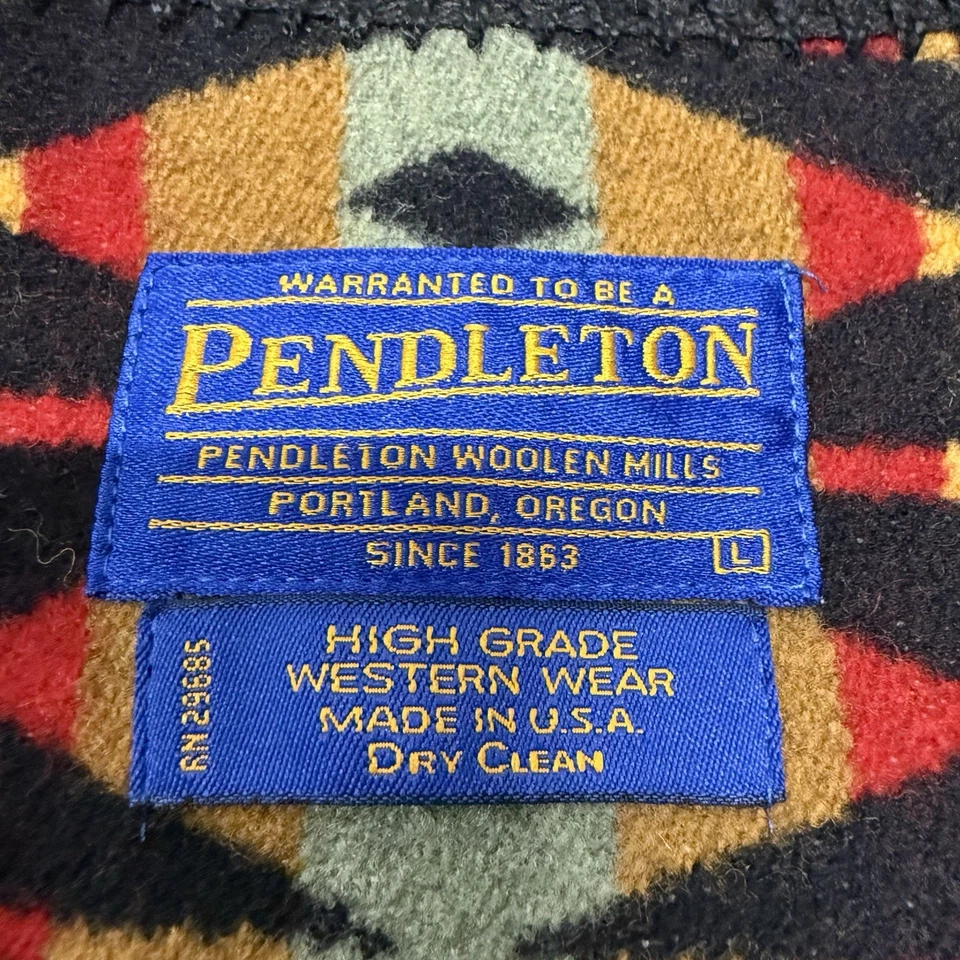 WARRANTED TO BE A
PENDLETON
PENDLETON WOOLEN MILLS
PORTLAND, OREGON
SINCE 1863
L
HIGH GRADE
WESTERN WEAR
MADE IN U.S.A.
DRY CLEAN
RN 29685